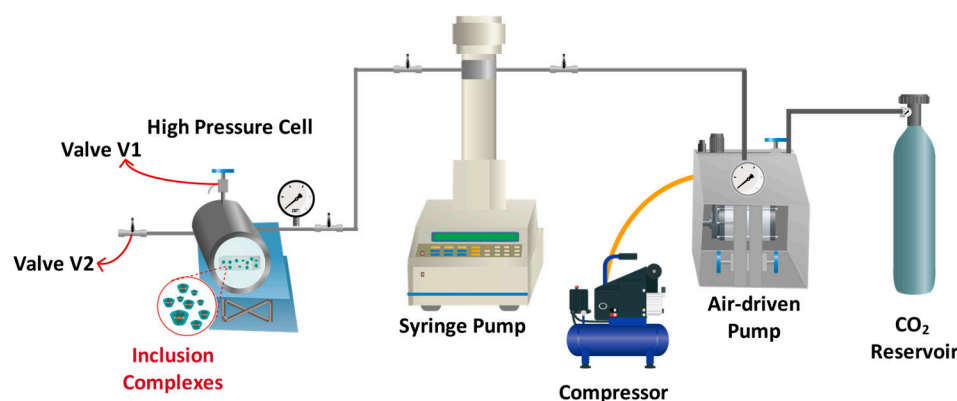 High Pressure Cell
Valve V1
Valve V2
Inclusion
Complexes
Syringe Pump
Compressor
Air-driven
Pump
CO₂
Reservoir